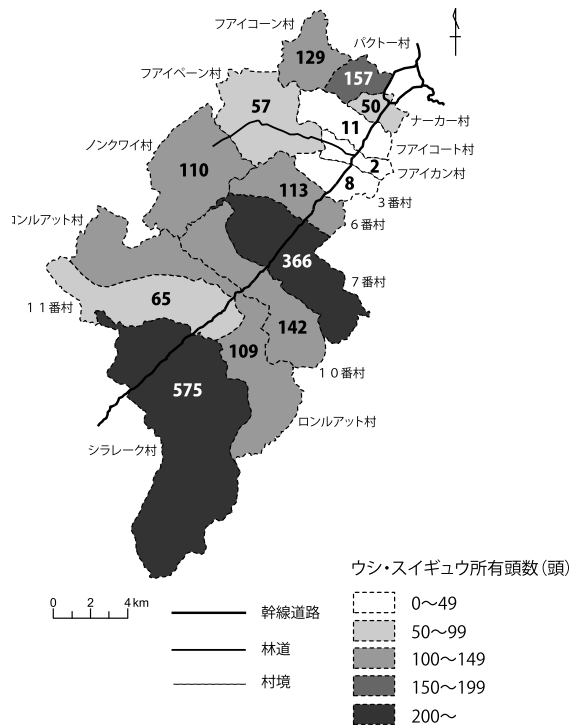 フアイコーン村
パクトー村
129
157
フアイペーン村
57
50
ナーカー村
11
ノンクワイ村
フアイコート村
2
フアイカン村
110
113
8
3番村
6番村
ロンルアット村
366
7番村
65
11番村
142
109
10番村
575
ロンルアット村
シラレーク村
ウシ・スイギュウ所有頭数(頭)
0 2 4km
幹線道路
0～49
50～99
林道
100～149
村境
150～199
200～